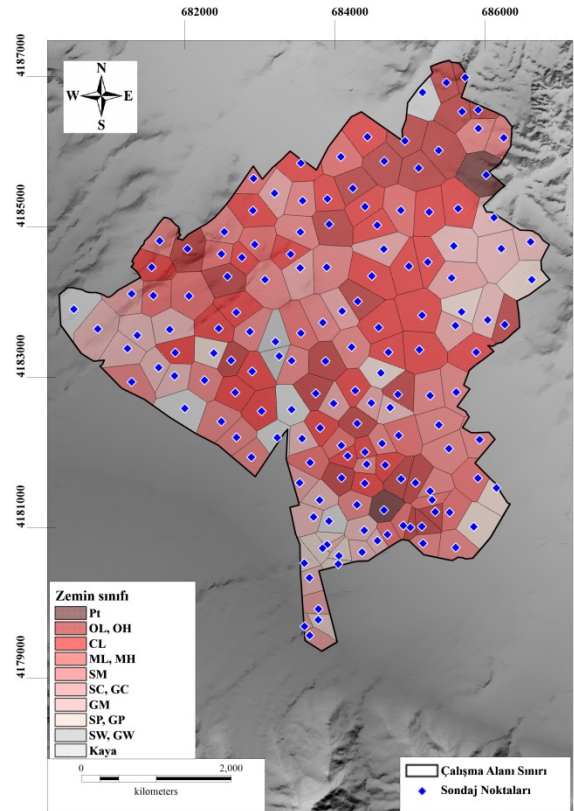 682000 684000 686000
4187000
N
W E
S
4185000
4183000
4181000
4179000
Zemin sınıfı
Pt
OL, OH
CL
ML, MH
SM
SC, GC
GM
SP, GP
SW, GW
Kaya
0 2,000
kilometers
Çalışma Alanı Sınırı
Sondaj Noktaları